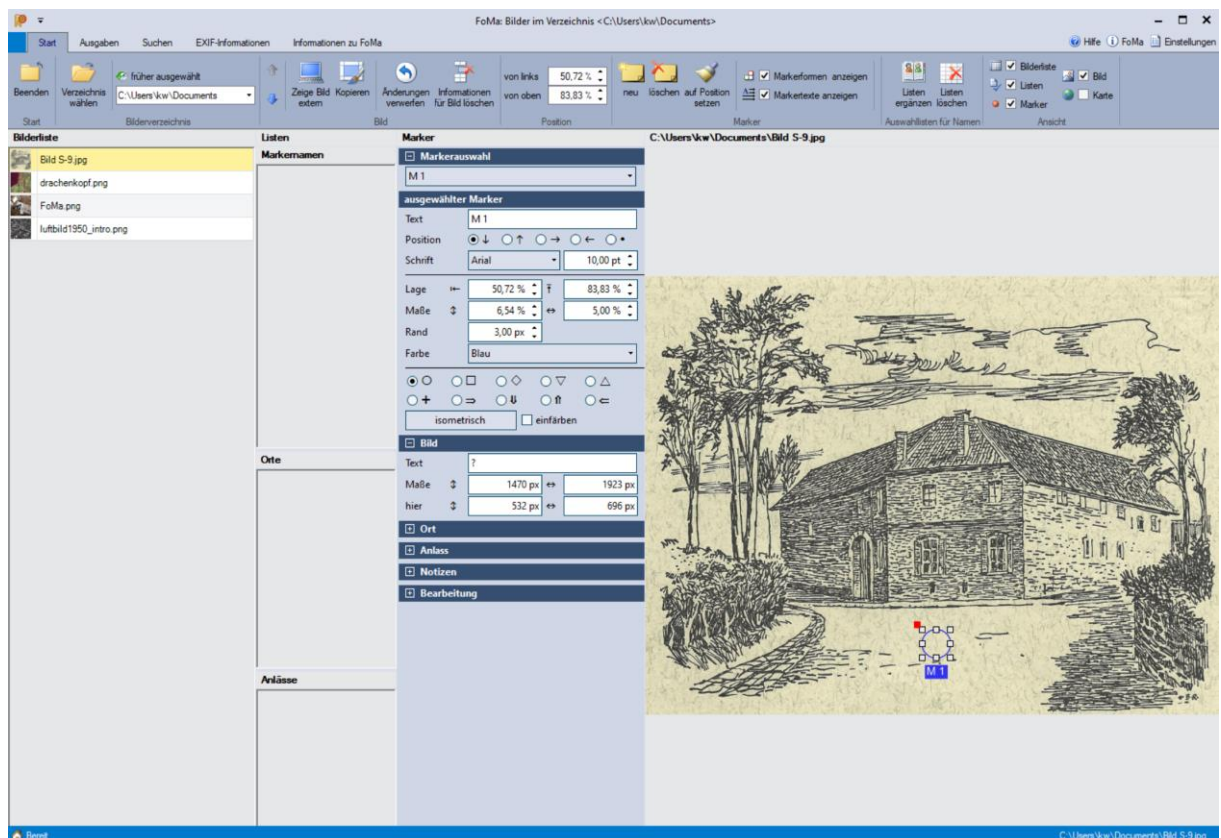 FoMa: Bilder im Verzeichnis <C:\Users\kw\Documents>
Start Ausgaben Suchen EXIF-Informationen Informationen zu FoMa
Hilfe FoMa Einstellungen
Beenden
Verzeichnis wählen
früher ausgewählt
C:\Users\kw\Documents
Zeige Bild extern
Kopieren
Änderungen verwerfen
Informationen für Bild löschen
von links 50,72 %
von oben 83,83 %
neu
löschen
auf Position setzen
Markerformen anzeigen
Markertexte anzeigen
Listen ergänzen
Listen löschen
Bilderliste
Listen
Marker
Bild
Karte
Start Bilderverzeichnis Bild Position Marker Auswahllisten für Namen Ansicht
Bilderliste
Bild S-9.jpg
drachenkopf.png
FoMa.png
luftbild1950_intro.png
Listen
Markernamen
Orte
Anlässe
Marker
Markerauswahl
M 1
ausgewählter Marker
Text M 1
Position
Schrift Arial 10,00 pt
Lage 50,72 % 83,83 %
Maße 6,54 % 5,00 %
Rand 3,00 px
Farbe Blau
isometrisch einfärben
Bild
Text ?
Maße 1470 px 1923 px
hier 532 px 696 px
Ort
Anlass
Notizen
Bearbeitung
C:\Users\kw\Documents\Bild S-9.jpg
M 1
Bereit
C:\Users\kw\Documents\Bild S-9.jpg